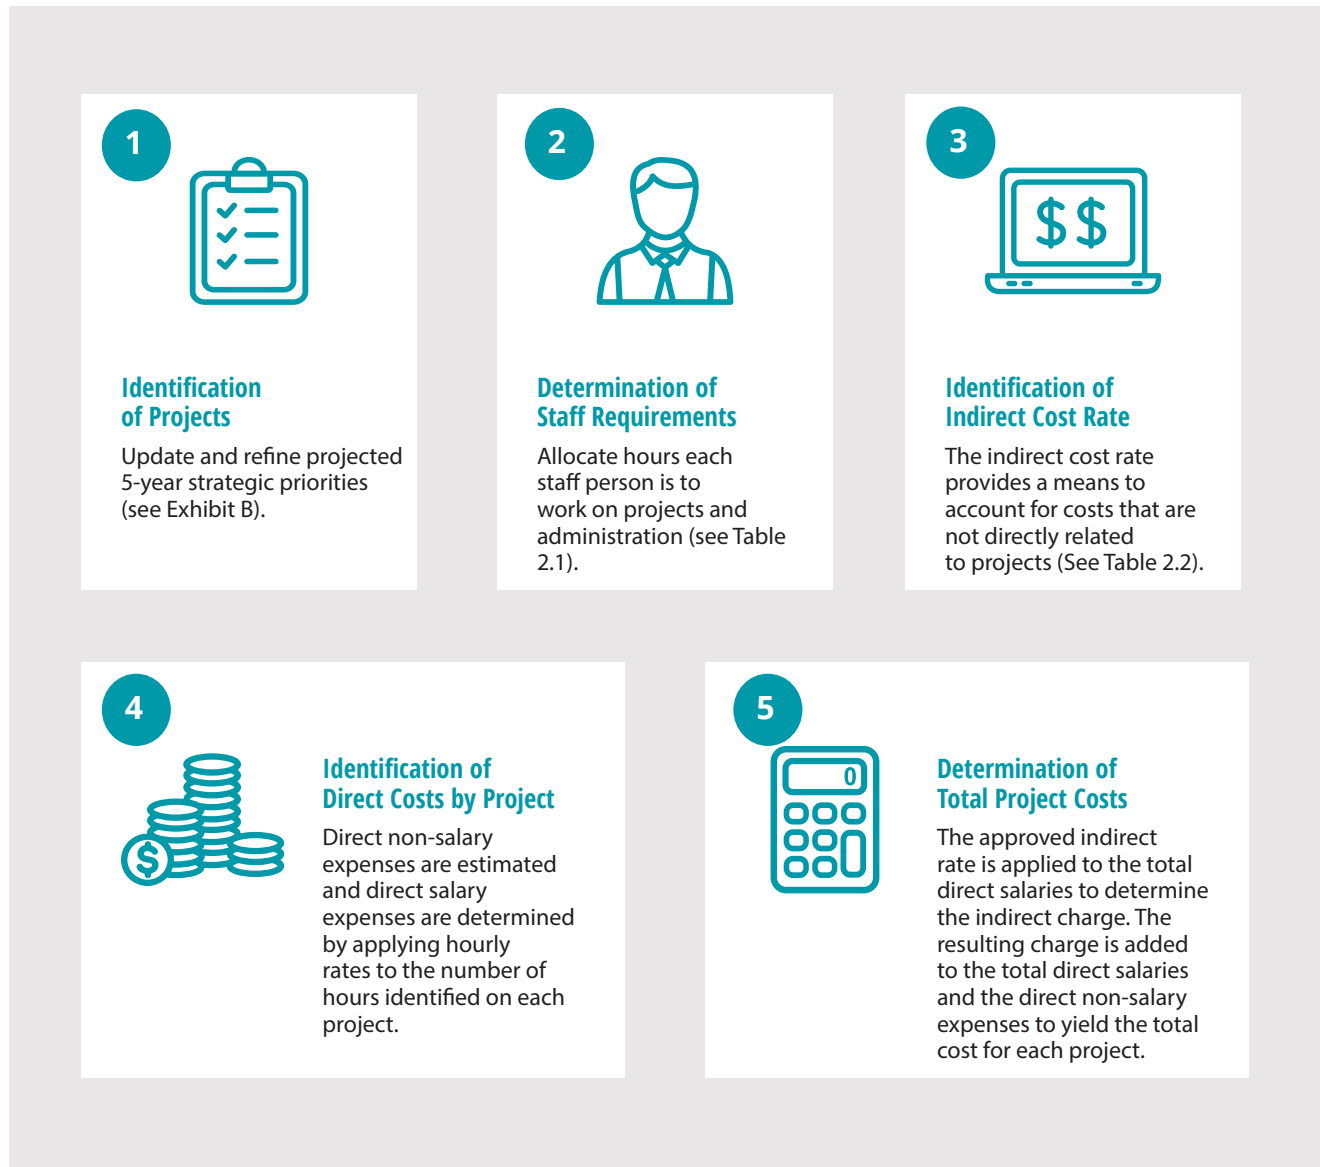 1
Identification
of Projects
Update and refine projected
5-year strategic priorities
(see Exhibit B).
2
Determination of
Staff Requirements
Allocate hours each
staff person is to
work on projects and
administration (see Table
2.1).
3
$$
Identification of
Indirect Cost Rate
The indirect cost rate
provides a means to
account for costs that are
not directly related
to projects (See Table 2.2).
4
$
Identification of
Direct Costs by Project
Direct non-salary
expenses are estimated
and direct salary
expenses are determined
by applying hourly
rates to the number of
hours identified on each
project.
5
0
Determination of
Total Project Costs
The approved indirect
rate is applied to the total
direct salaries to determine
the indirect charge. The
resulting charge is added
to the total direct salaries
and the direct non-salary
expenses to yield the total
cost for each project.